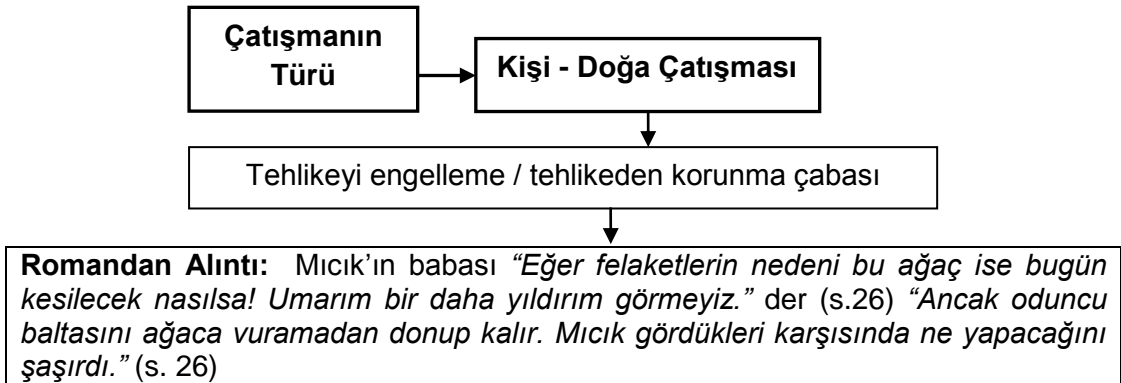 Çatışmanın
Türü
Kişi - Doğa Çatışması
Tehlikeyi engelleme / tehlikeden korunma çabası
Romandan Alıntı: Mıcık’ın babası “Eğer felaketlerin nedeni bu ağaç ise bugün
kesilecek nasılsa! Umarım bir daha yıldırım görmeyiz.” der (s.26) “Ancak oduncu
baltasını ağaca vuramadan donup kalır. Mıcık gördükleri karşısında ne yapacağını
şaşırdı.” (s. 26)